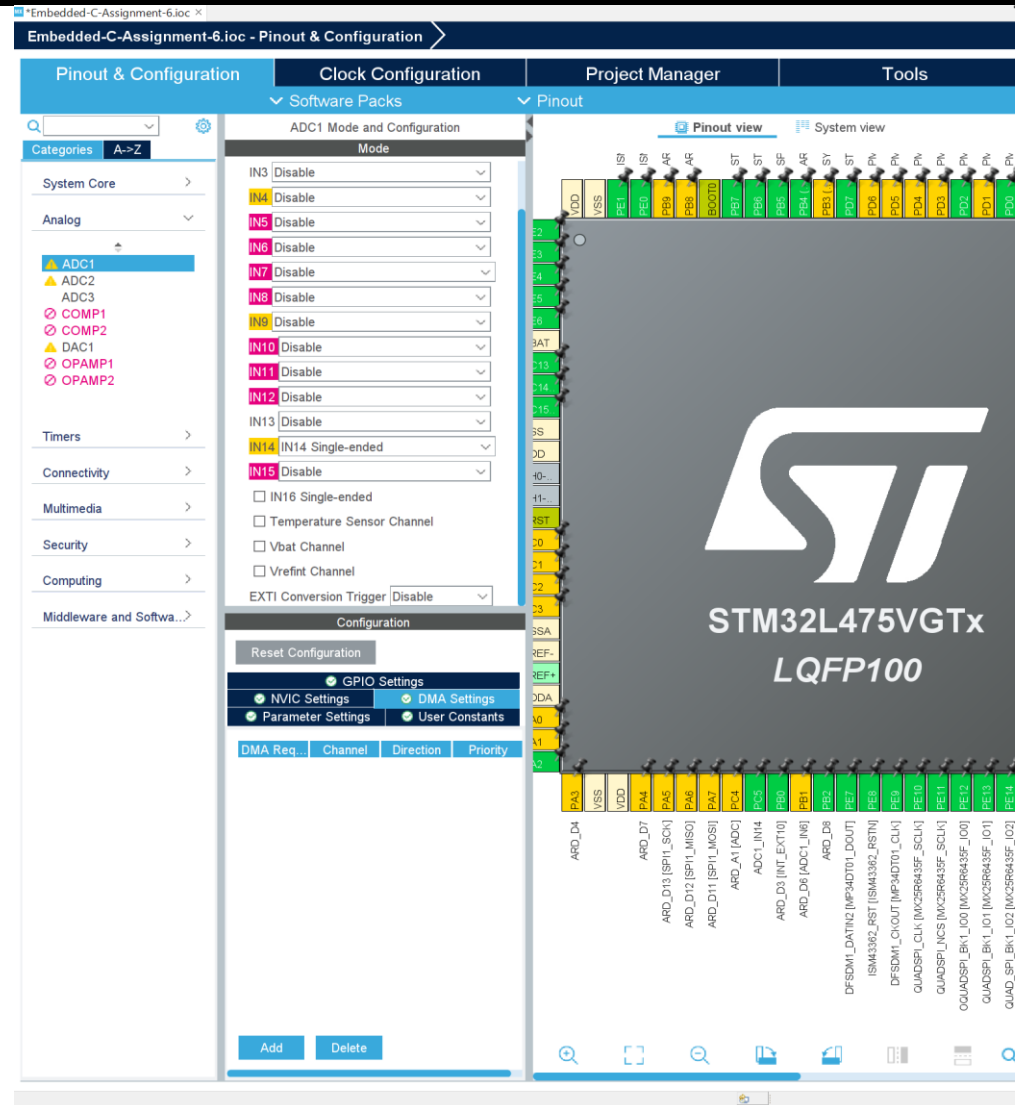 *Embedded-C-Assignment-6.ioc ×
Embedded-C-Assignment-6.ioc - Pinout & Configuration
Pinout & Configuration
Clock Configuration
Project Manager
Tools
Software Packs
Pinout
Categories
A->Z
System Core
Analog
ADC1
ADC2
ADC3
COMP1
COMP2
DAC1
OPAMP1
OPAMP2
Timers
Connectivity
Multimedia
Security
Computing
Middleware and Softwa...
ADC1 Mode and Configuration
Mode
IN3 Disable
IN4 Disable
IN5 Disable
IN6 Disable
IN7 Disable
IN8 Disable
IN9 Disable
IN10 Disable
IN11 Disable
IN12 Disable
IN13 Disable
IN14 IN14 Single-ended
IN15 Disable
IN16 Single-ended
Temperature Sensor Channel
Vbat Channel
Vrefint Channel
EXTI Conversion Trigger Disable
Configuration
Reset Configuration
GPIO Settings
NVIC Settings
DMA Settings
Parameter Settings
User Constants
DMA Req... Channel Direction Priority
Add
Delete
Pinout view
System view
VDD
VSS
PE1
PE0
PB9
PB8
BOOT0
PB7
PB6
PB5
PB4 (
PB3 (
PD7
PD6
PD5
PD4
PD3
PD2
PD1
PD0
ST
STM32L475VGTx
LQFP100
PA3
VSS
VDD
PA4
PA5
PA6
PA7
PC4
PC5
PB0
PB1
PB2
PE7
PE8
PE9
PE10
PE11
PE12
PE13
PE14
ARD_D4
ARD_D7
ARD_D13 [SPI1_SCK]
ARD_D12 [SPI1_MISO]
ARD_D11 [SPI1_MOSI]
ARD_A1 [ADC]
ADC1_IN14
ARD_D3 [INT_EXT10]
ARD_D6 [ADC1_IN6]
ARD_D8
DFSDM1_DATIN2 [MP34DT01_DOUT]
ISM43362_RST [ISM43362_RSTN]
DFSDM1_CKOUT [MP34DT01_CLK]
QUADSPI_CLK [MX25R6435F_SCLK]
QUADSPI_NCS [MX25R6435F_SCLK]
OQUADSPI_BK1_IO0 [MX25R6435F_IO0]
QUADSPI_BK1_IO1 [MX25R6435F_IO1]
QUAD_SPI_BK1_IO2 [MX25R6435F_IO2]